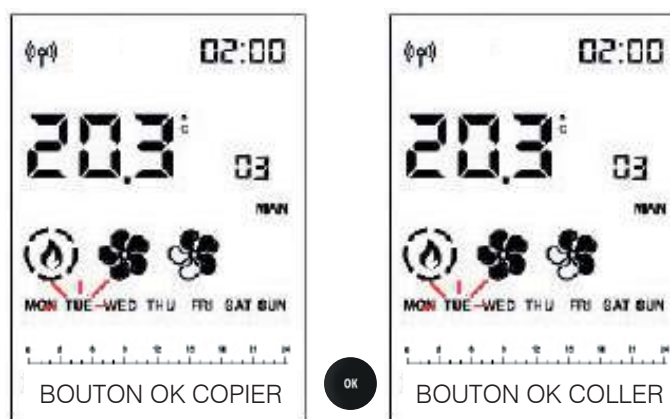 02:00
20.3 °C
03
MAN
MON TUE WED THU FRI SAT SUN
BOUTON OK COPIER
OK
02:00
20.3 °C
03
MAN
MON TUE WED THU FRI SAT SUN
BOUTON OK COLLER